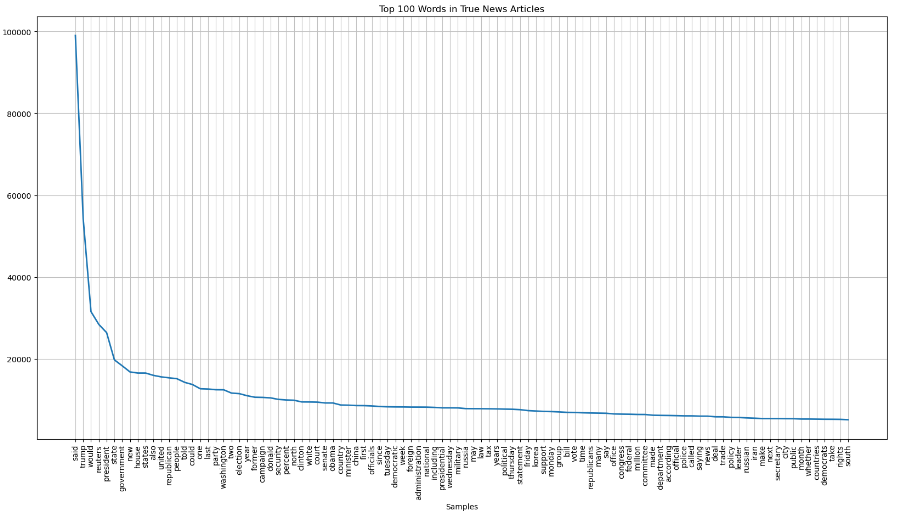 Top 100 Words in True News Articles
100000
80000
60000
40000
20000
said
trump
would
reuters
president
state
government
new
house
states
also
united
republican
people
told
could
one
last
party
washington
two
election
year
former
campaign
donald
security
percent
north
clinton
white
court
senate
obama
country
minister
china
first
officials
since
tuesday
democratic
week
foreign
administration
national
including
presidential
wednesday
military
russia
may
law
tax
years
political
thursday
statement
friday
korea
support
monday
group
bill
vote
time
republicans
many
say
office
congress
federal
million
committee
made
department
according
official
police
called
saying
news
deal
trade
policy
leader
russian
iran
make
next
secretary
city
public
month
whether
countries
democrats
take
rights
south
Samples